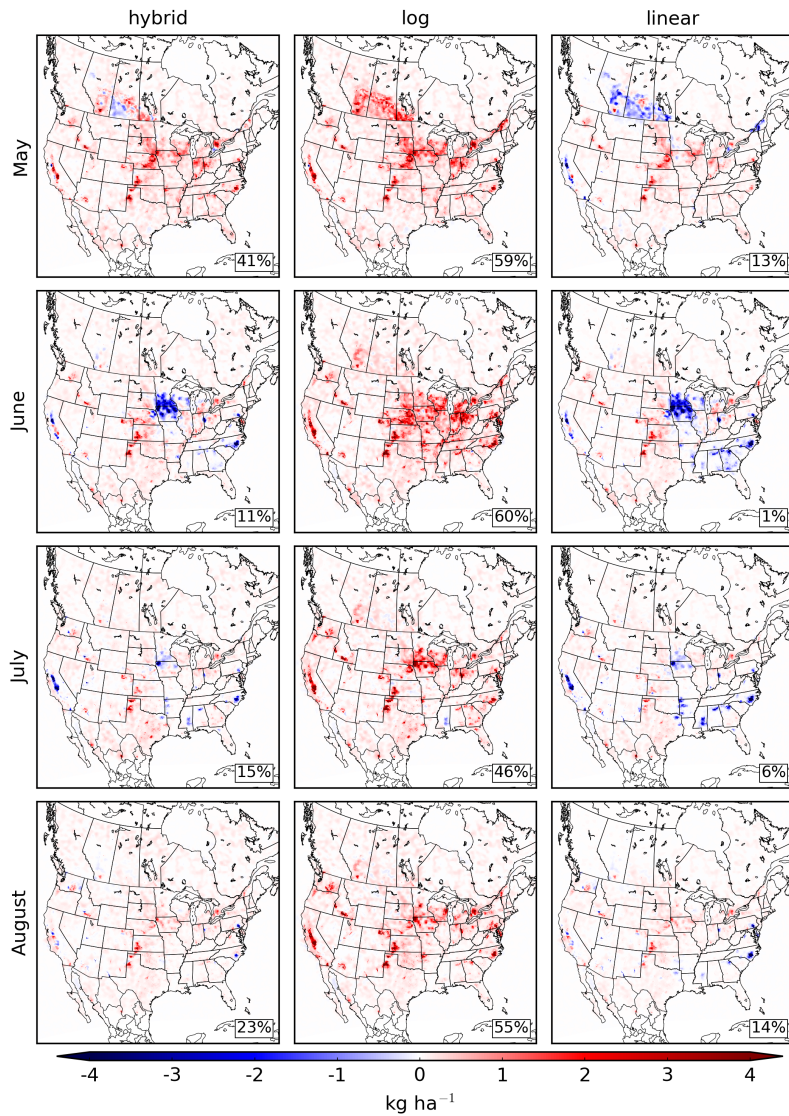 hybrid log linear
May
41% 59% 13%
June
11% 60% 1%
July
15% 46% 6%
August
23% 55% 14%
-4 -3 -2 -1 0 1 2 3 4
kg ha⁻¹